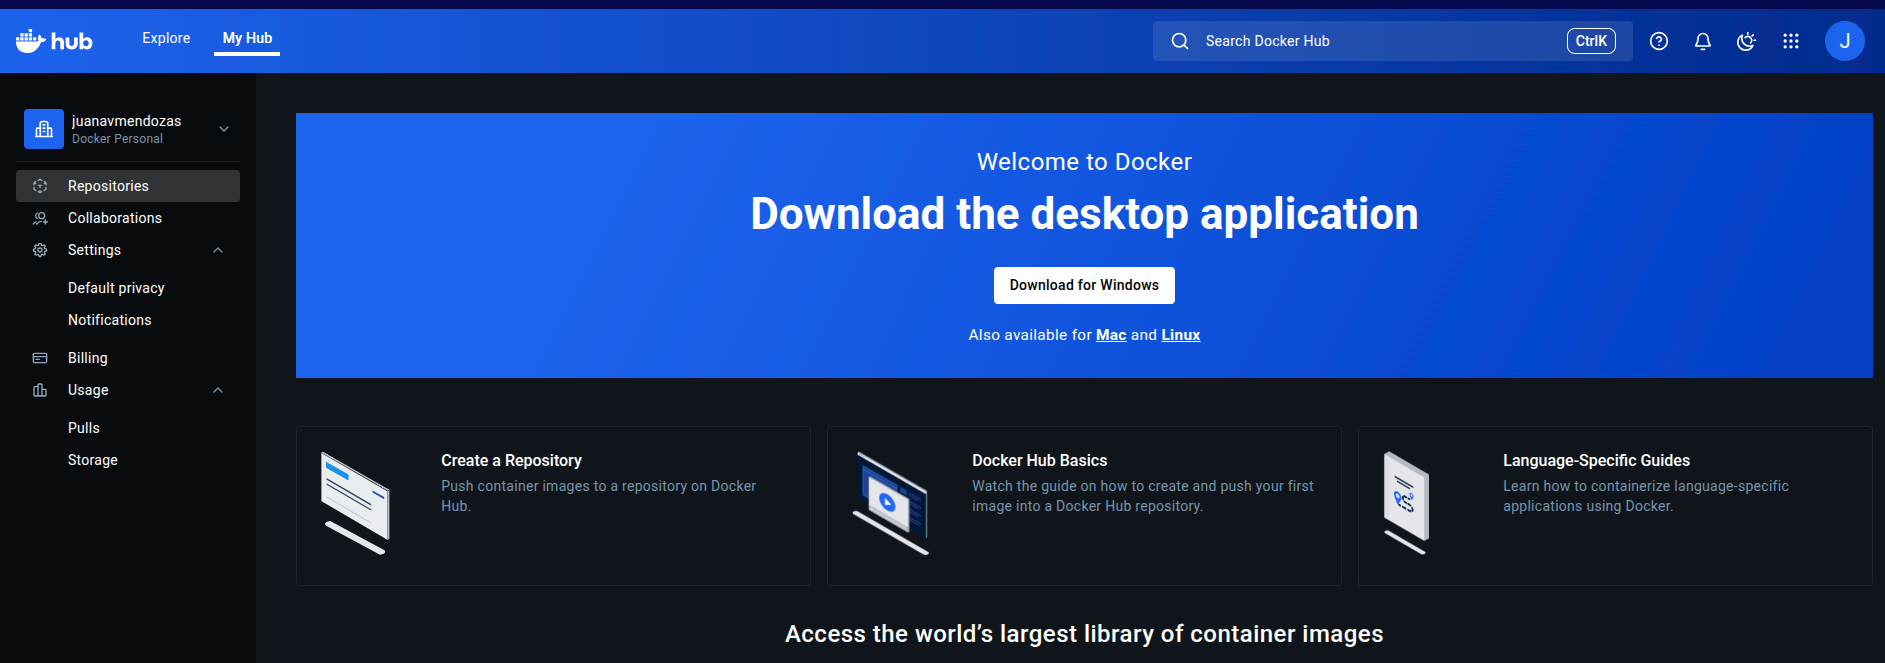 hub
Explore
My Hub
Search Docker Hub
CtrlK
J
juanavmendozas
Docker Personal
Repositories
Collaborations
Settings
Default privacy
Notifications
Billing
Usage
Pulls
Storage
Welcome to Docker
Download the desktop application
Download for Windows
Also available for Mac and Linux
Create a Repository
Push container images to a repository on Docker
Hub.
Docker Hub Basics
Watch the guide on how to create and push your first
image into a Docker Hub repository.
Language-Specific Guides
Learn how to containerize language-specific
applications using Docker.
Access the world’s largest library of container images